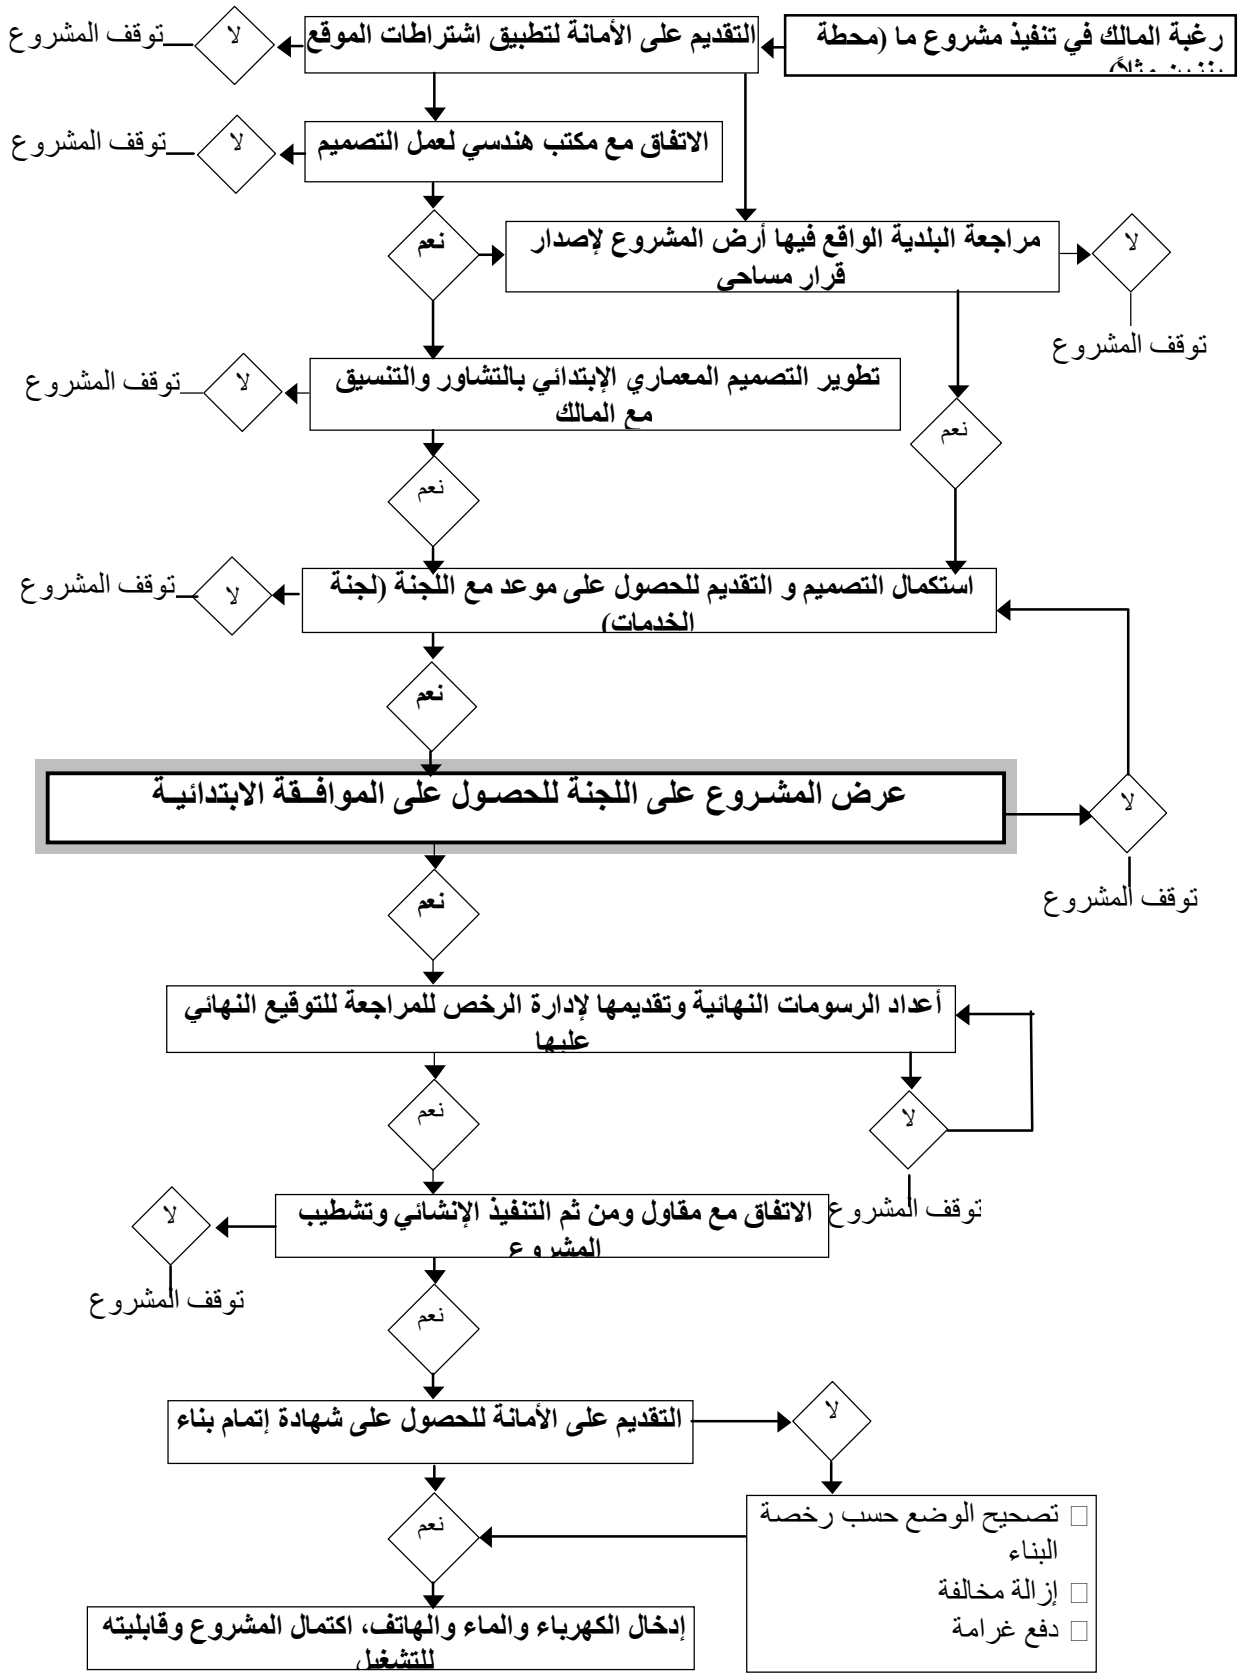 رغبة المالك في تنفيذ مشروع ما (محطة
بنزين مثلاً)
التقديم على الأمانة لتطبيق اشتراطات الموقع
لا
توقف المشروع
الاتفاق مع مكتب هندسي لعمل التصميم
لا
توقف المشروع
نعم
مراجعة البلدية الواقع فيها أرض المشروع لإصدار
قرار مساحي
لا
توقف المشروع
تطوير التصميم المعماري الإبتدائي بالتشاور والتنسيق
مع المالك
لا
توقف المشروع
نعم
نعم
استكمال التصميم و التقديم للحصول على موعد مع اللجنة (لجنة
الخدمات)
لا
توقف المشروع
نعم
عرض المشروع على اللجنة للحصول على الموافقة الابتدائية
لا
توقف المشروع
نعم
أعداد الرسومات النهائية وتقديمها لإدارة الرخص للمراجعة للتوقيع النهائي
عليها
لا
توقف المشروع
نعم
الاتفاق مع مقاول ومن ثم التنفيذ الإنشائي وتشطيب
المشروع
لا
توقف المشروع
نعم
التقديم على الأمانة للحصول على شهادة إتمام بناء
لا
تصحيح الوضع حسب رخصة
البناء
إزالة مخالفة
دفع غرامة
نعم
إدخال الكهرباء والماء والهاتف، اكتمال المشروع وقابليته
للتشغيل